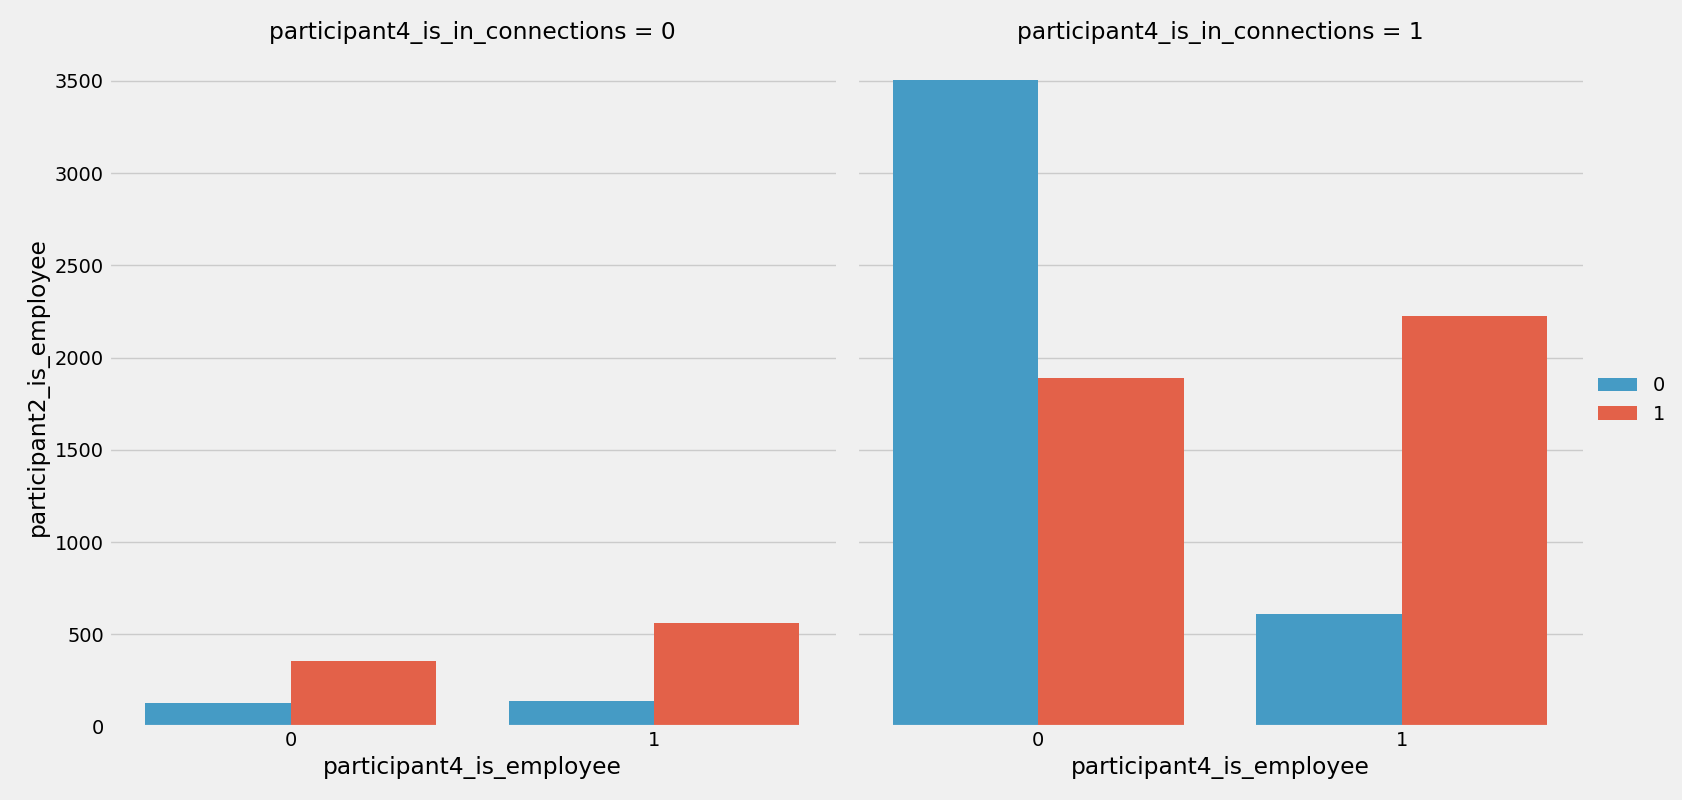 participant4_is_in_connections = 0
participant4_is_in_connections = 1
participant2_is_employee
3500
3000
2500
2000
1500
1000
500
0
0
1
0
1
participant4_is_employee
participant4_is_employee
0
1